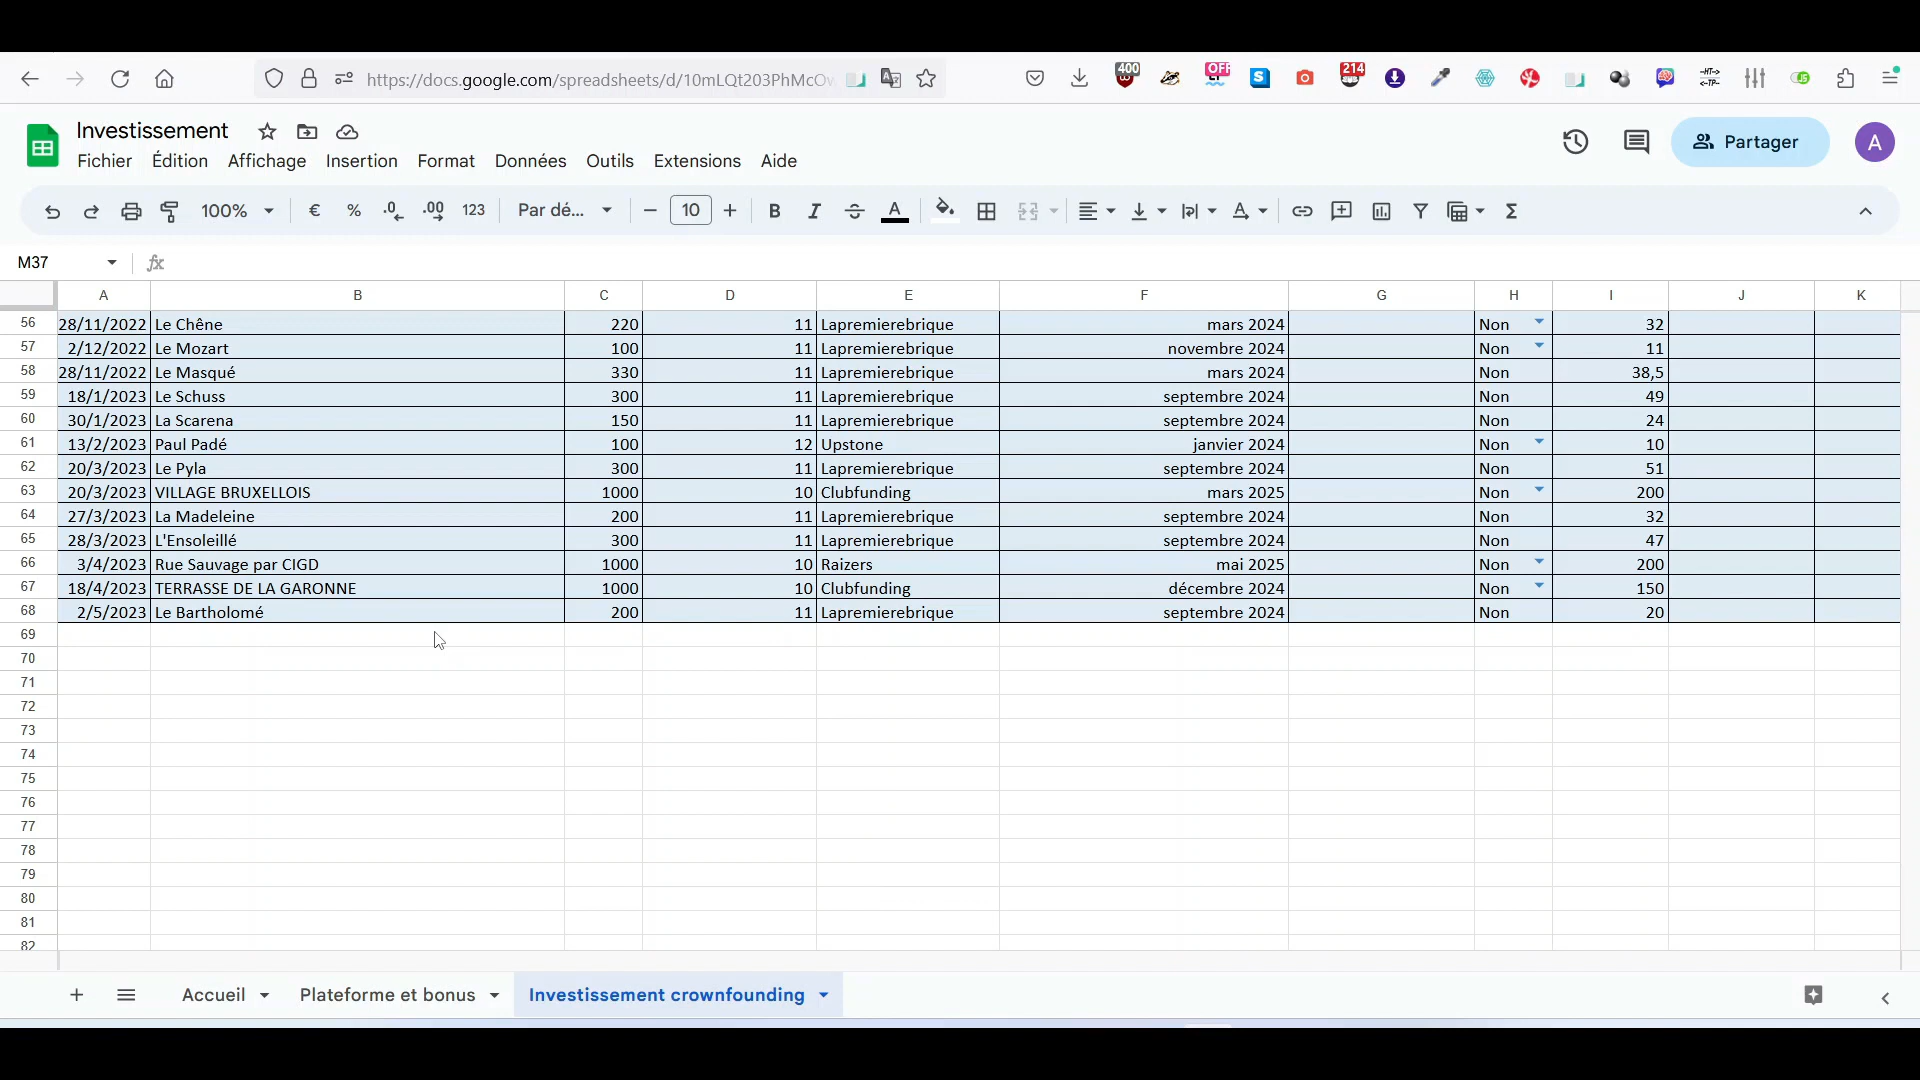 https://docs.google.com/spreadsheets/d/10mLQt203PhMcOw
400
OFF
S
214
-HT->
<-TP-
Investissement
Fichier Édition Affichage Insertion Format Données Outils Extensions Aide
Partager
A
100% € % .0 .00 123 Par dé... 10 B I A Σ
M37 fx
A B C D E F G H I J K
56 28/11/2022 Le Chêne 220 11 Lapremierebrique mars 2024 Non 32
57 2/12/2022 Le Mozart 100 11 Lapremierebrique novembre 2024 Non 11
58 28/11/2022 Le Masqué 330 11 Lapremierebrique mars 2024 Non 38,5
59 18/1/2023 Le Schuss 300 11 Lapremierebrique septembre 2024 Non 49
60 30/1/2023 La Scarena 150 11 Lapremierebrique septembre 2024 Non 24
61 13/2/2023 Paul Padé 100 12 Upstone janvier 2024 Non 10
62 20/3/2023 Le Pyla 300 11 Lapremierebrique septembre 2024 Non 51
63 20/3/2023 VILLAGE BRUXELLOIS 1000 10 Clubfunding mars 2025 Non 200
64 27/3/2023 La Madeleine 200 11 Lapremierebrique septembre 2024 Non 32
65 28/3/2023 L'Ensoleillé 300 11 Lapremierebrique septembre 2024 Non 47
66 3/4/2023 Rue Sauvage par CIGD 1000 10 Raizers mai 2025 Non 200
67 18/4/2023 TERRASSE DE LA GARONNE 1000 10 Clubfunding décembre 2024 Non 150
68 2/5/2023 Le Bartholomé 200 11 Lapremierebrique septembre 2024 Non 20
69
70
71
72
73
74
75
76
77
78
79
80
81
82
Accueil Plateforme et bonus Investissement crownfounding